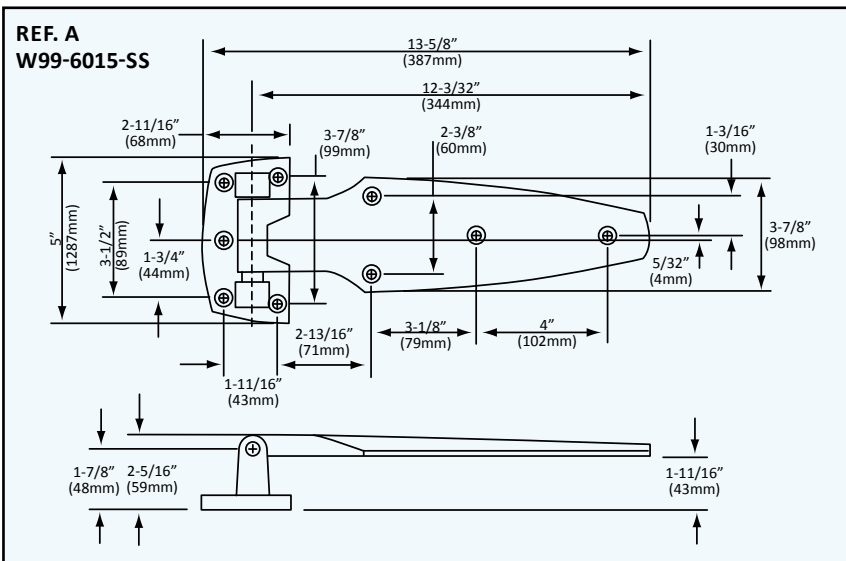 REF. A
W99-6015-SS
13-5/8”
(387mm)
12-3/32”
(344mm)
2-11/16”
(68mm)
3-7/8”
(99mm)
2-3/8”
(60mm)
1-3/16”
(30mm)
5”
(1287mm)
3-1/2”
(89mm)
1-3/4”
(44mm)
3-7/8”
(98mm)
5/32”
(4mm)
2-13/16”
(71mm)
3-1/8”
(79mm)
4”
(102mm)
1-11/16”
(43mm)
1-7/8”
(48mm)
2-5/16”
(59mm)
1-11/16”
(43mm)